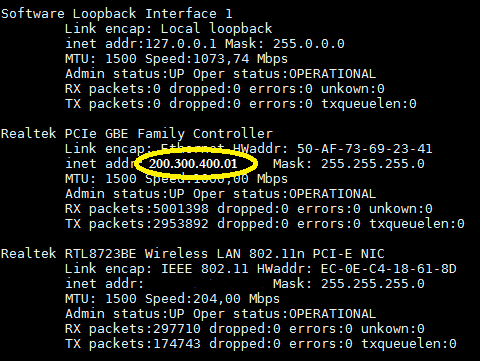 Software Loopback Interface 1
Link encap: Local loopback
inet addr:127.0.0.1 Mask: 255.0.0.0
MTU: 1500 Speed:1073,74 Mbps
Admin status:UP Oper status:OPERATIONAL
RX packets:0 dropped:0 errors:0 unkown:0
TX packets:0 dropped:0 errors:0 txqueuelen:0
Realtek PCIe GBE Family Controller
Link encap: Ethernet HWaddr: 50-AF-73-69-23-41
inet addr: 200.300.400.01 Mask: 255.255.255.0
MTU: 1500 Speed:1000,00 Mbps
Admin status:UP Oper status:OPERATIONAL
RX packets:5001398 dropped:0 errors:0 unkown:0
TX packets:2953892 dropped:0 errors:0 txqueuelen:0
Realtek RTL8723BE Wireless LAN 802.11n PCI-E NIC
Link encap: IEEE 802.11 HWaddr: EC-0E-C4-18-61-8D
inet addr: Mask: 255.255.255.0
MTU: 1500 Speed:204,00 Mbps
Admin status:UP Oper status:OPERATIONAL
RX packets:297710 dropped:0 errors:0 unkown:0
TX packets:174743 dropped:0 errors:0 txqueuelen:0